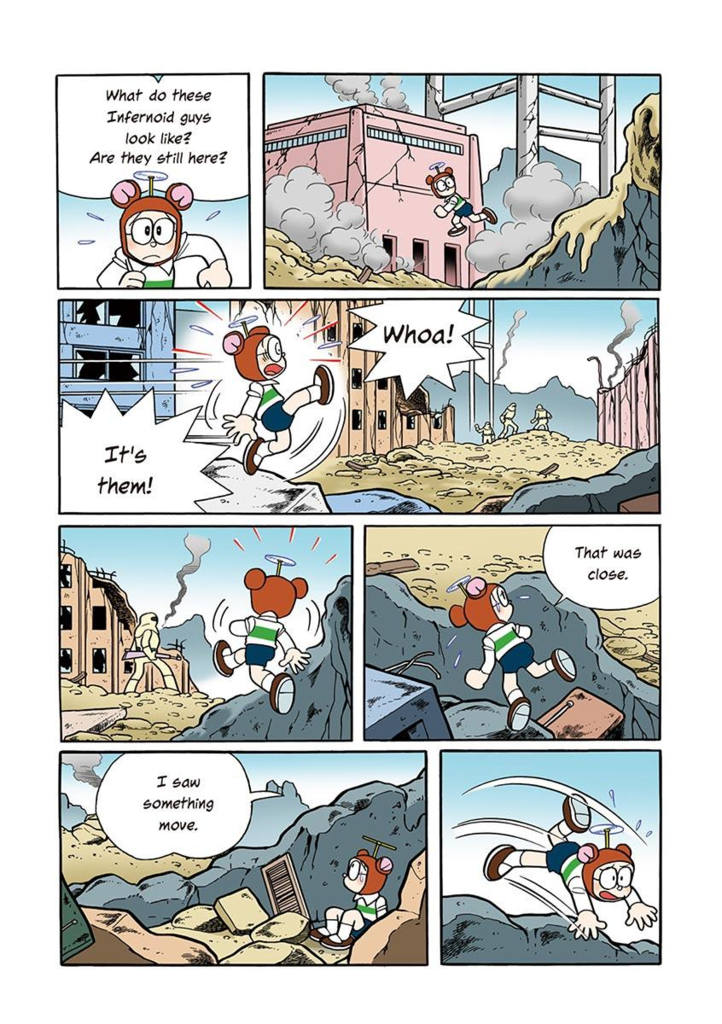 What do these
Infernoid guys
look like?
Are they still here?
Whoa!
It's
them!
That was
close.
I saw
something
move.